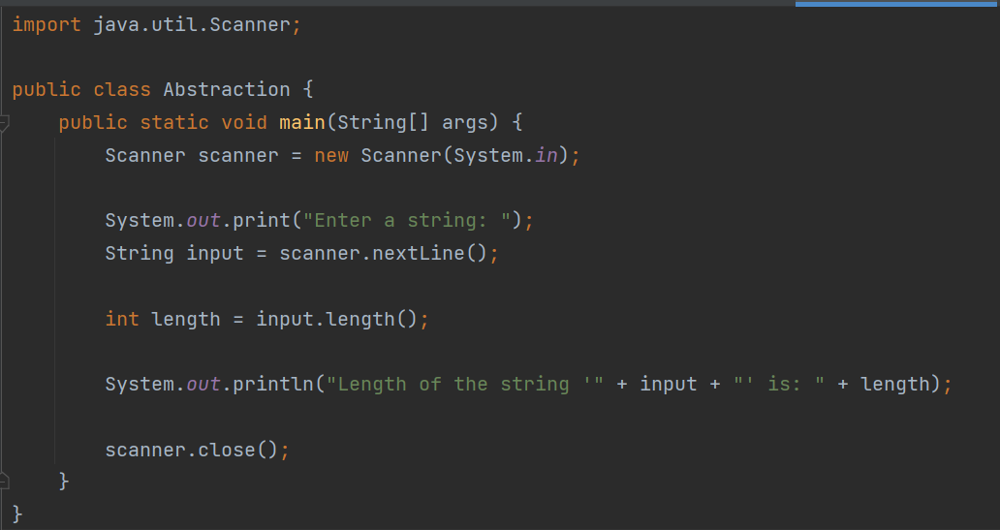 import java.util.Scanner;
public class Abstraction {
public static void main(String[] args) {
Scanner scanner = new Scanner(System.in);
System.out.print("Enter a string: ");
String input = scanner.nextLine();
int length = input.length();
System.out.println("Length of the string '" + input + "' is: " + length);
scanner.close();
}
}